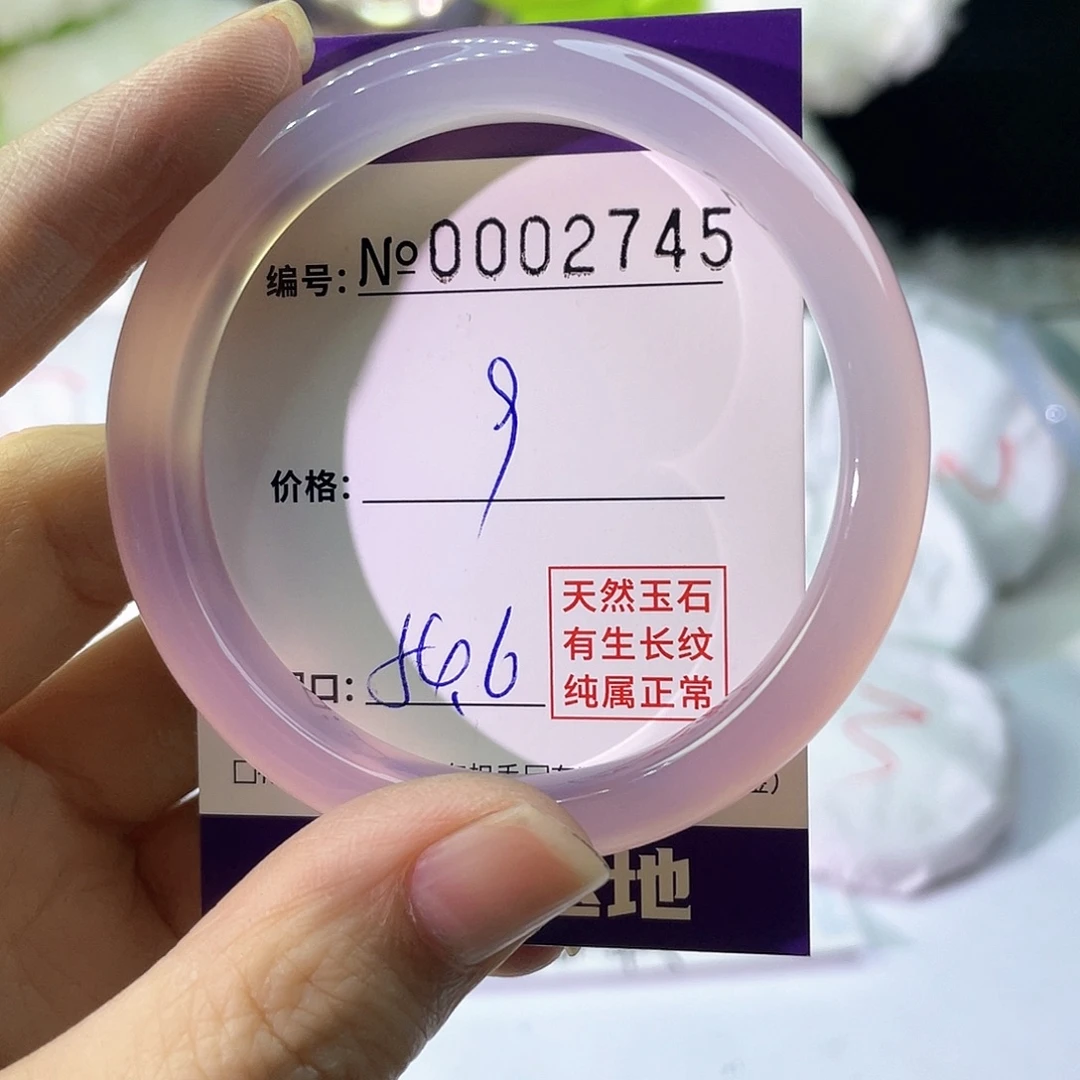 编号: №0002745
价格: 9
口: 56.6
天然玉石
有生长纹
纯属正常
地